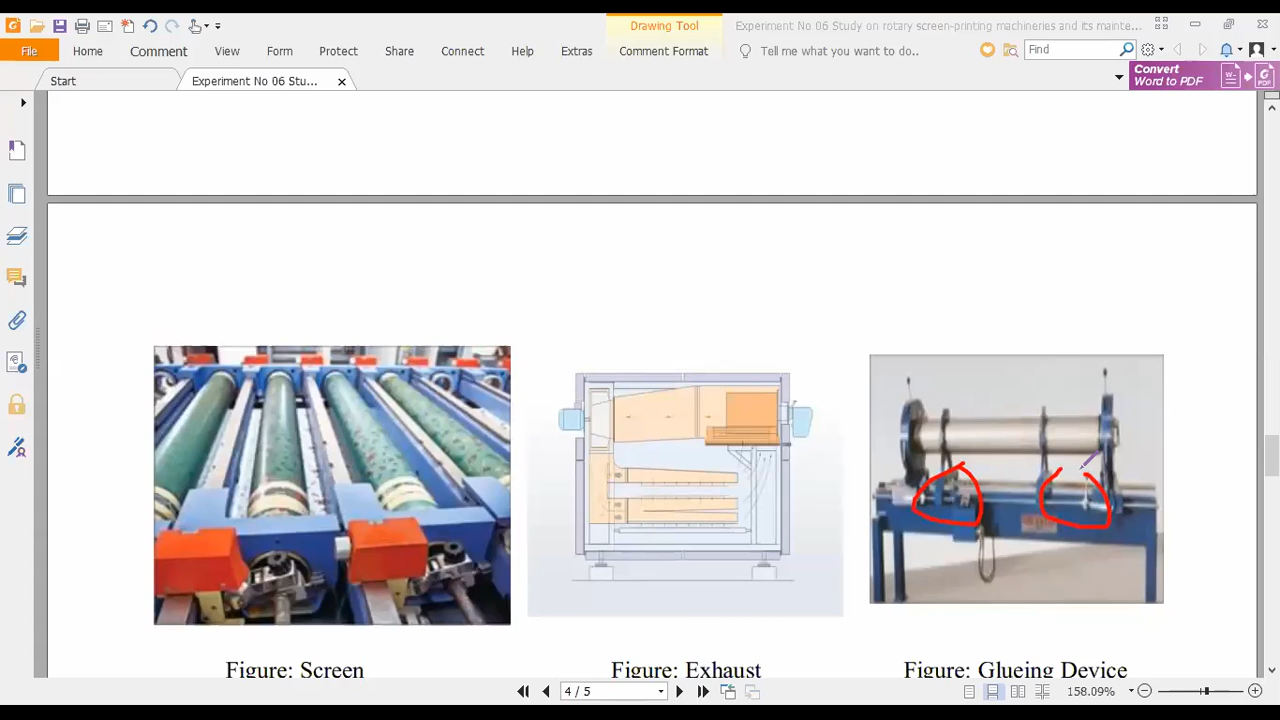 Drawing Tool
Experiment No 06 Study on rotary screen-printing machineries and its mainte...
File Home Comment View Form Protect Share Connect Help Extras Comment Format Tell me what you want to do.. Find
Start Experiment No 06 Stu...
Convert
Word to PDF
Figure: Screen Figure: Exhaust Figure: Glueing Device
4 / 5 158.09%